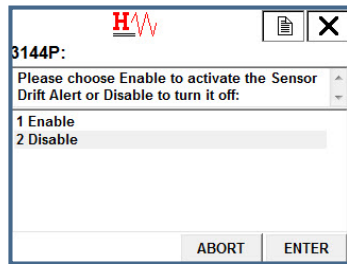 H
3144P:
Please choose Enable to activate the Sensor
Drift Alert or Disable to turn it off:
1 Enable
2 Disable
ABORT ENTER